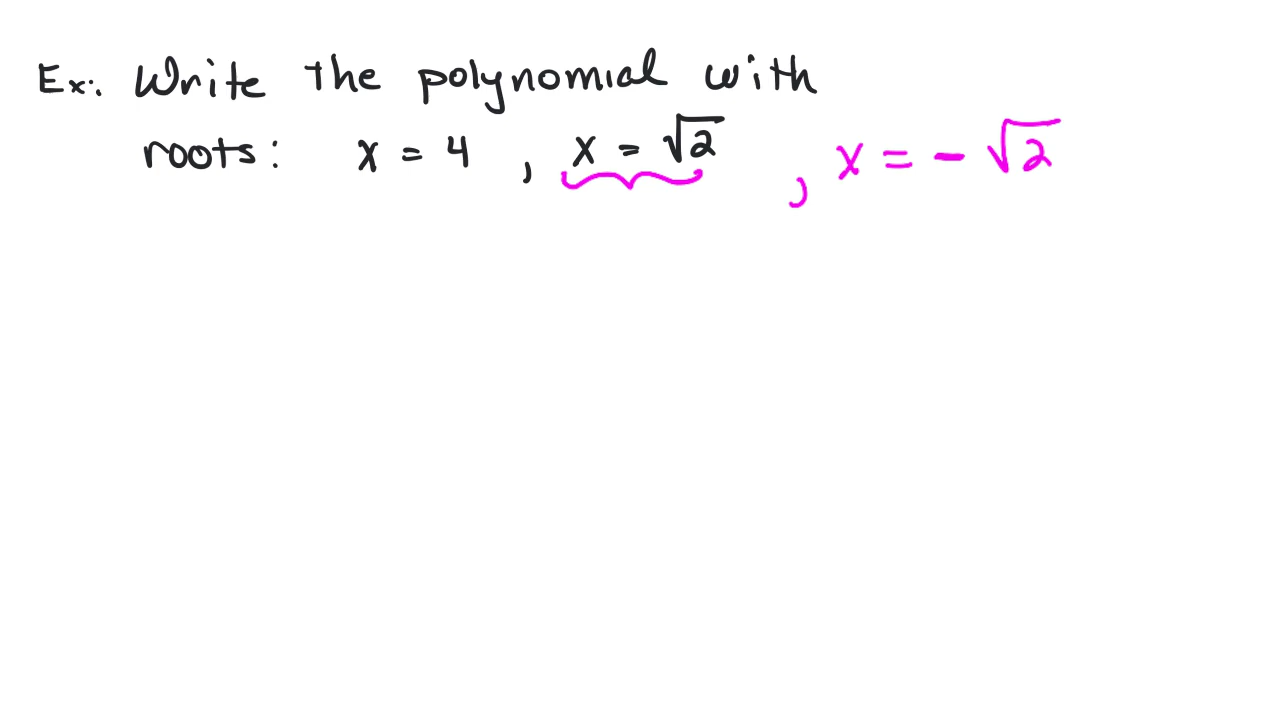 Ex: Write the polynomial with
roots: x = 4 , x = √2 , x = - √2